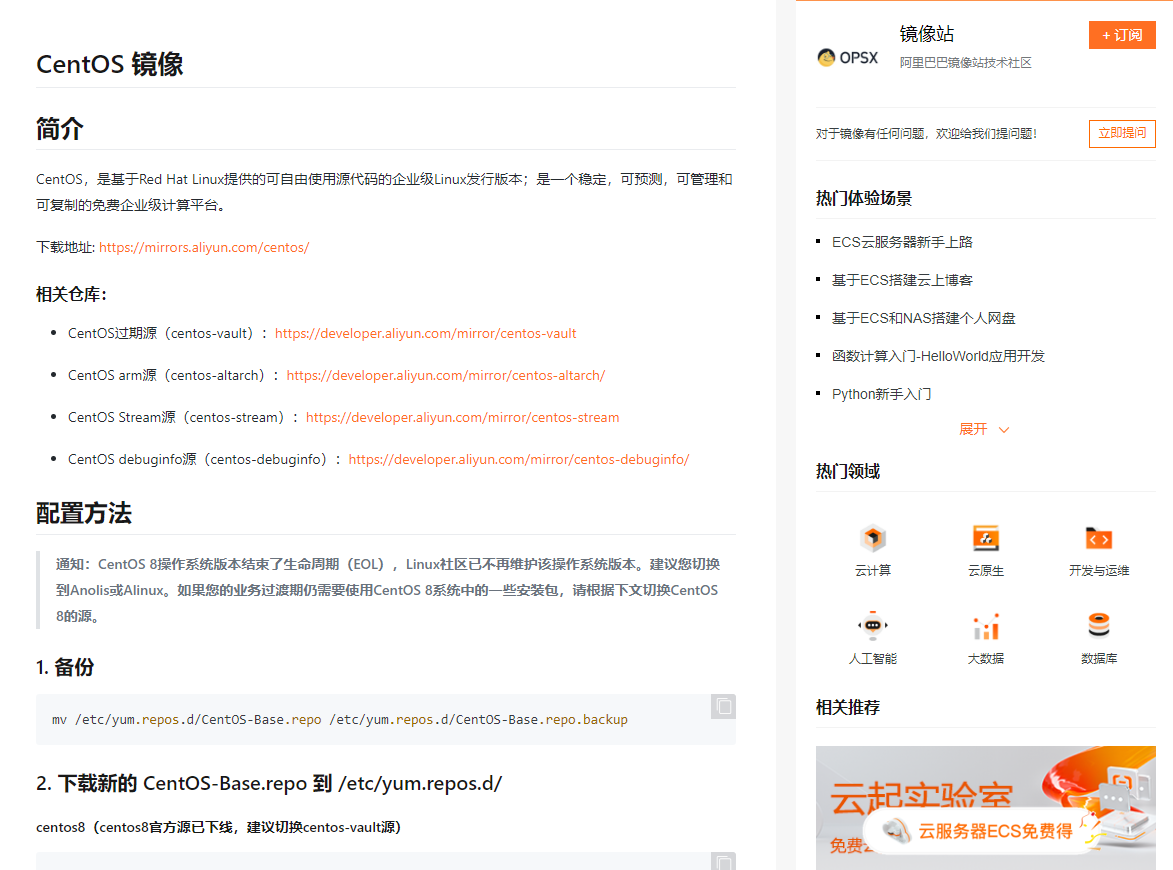 CentOS 镜像
简介
CentOS，是基于Red Hat Linux提供的可自由使用源代码的企业级Linux发行版本；是一个稳定，可预测，可管理和
可复制的免费企业级计算平台。
下载地址: https://mirrors.aliyun.com/centos/
相关仓库：
CentOS过期源（centos-vault）：https://developer.aliyun.com/mirror/centos-vault
CentOS arm源（centos-altarch）：https://developer.aliyun.com/mirror/centos-altarch/
CentOS Stream源（centos-stream）：https://developer.aliyun.com/mirror/centos-stream
CentOS debuginfo源（centos-debuginfo）：https://developer.aliyun.com/mirror/centos-debuginfo/
配置方法
通知：CentOS 8操作系统版本结束了生命周期（EOL），Linux社区已不再维护该操作系统版本。建议您切换
到Anolis或Alinux。如果您的业务过渡期仍需要使用CentOS 8系统中的一些安装包，请根据下文切换CentOS
8的源。
1. 备份
mv /etc/yum.repos.d/CentOS-Base.repo /etc/yum.repos.d/CentOS-Base.repo.backup
2. 下载新的 CentOS-Base.repo 到 /etc/yum.repos.d/
centos8（centos8官方源已下线，建议切换centos-vault源）
OPSX
镜像站
阿里巴巴镜像站技术社区
+ 订阅
对于镜像有任何问题，欢迎给我们提问题！
立即提问
热门体验场景
ECS云服务器新手上路
基于ECS搭建云上博客
基于ECS和NAS搭建个人网盘
函数计算入门-HelloWorld应用开发
Python新手入门
展开
热门领域
云计算
云原生
开发与运维
人工智能
大数据
数据库
相关推荐
云起实验室
免费
云服务器ECS免费得